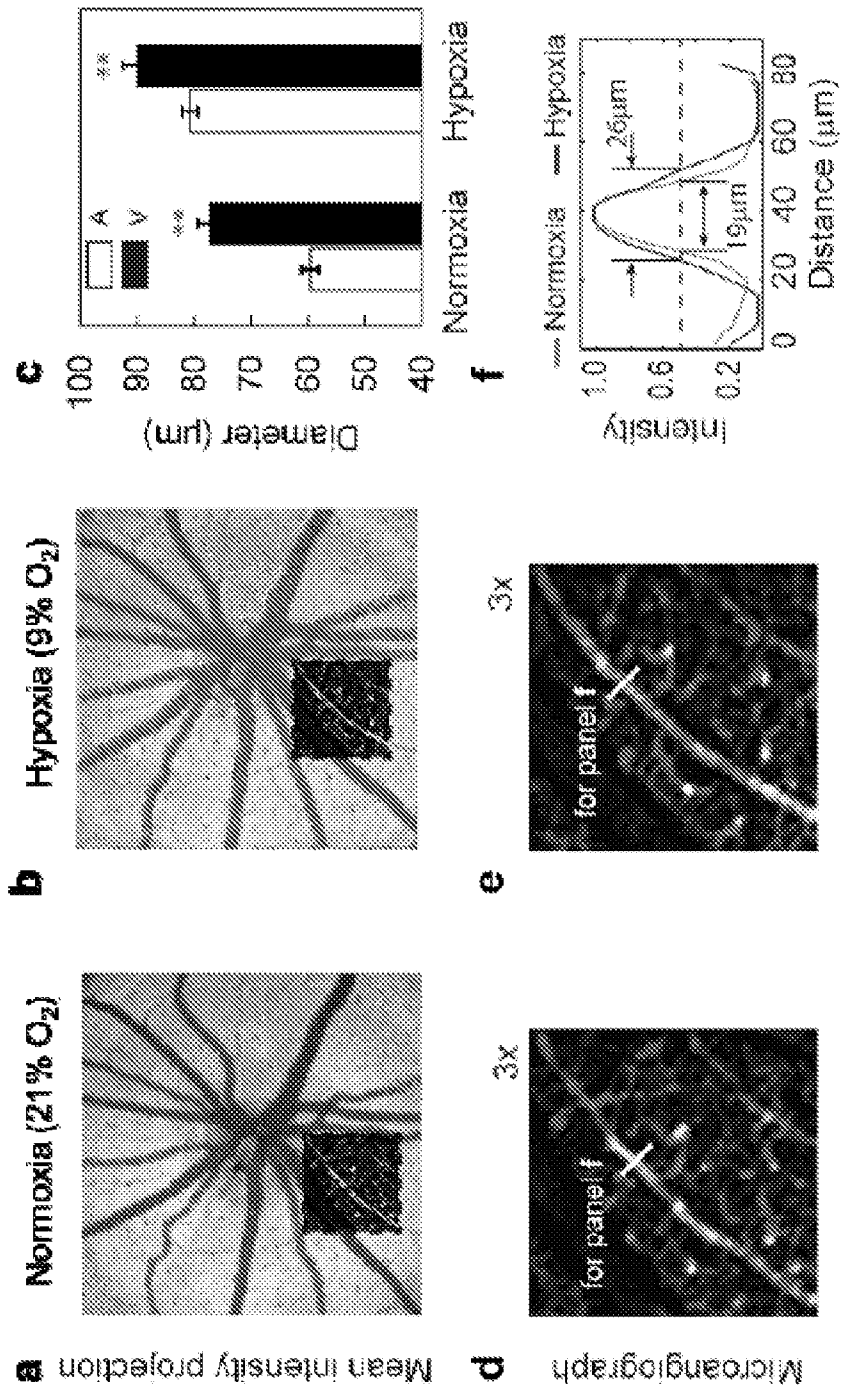 a
Normoxia (21% O₂)
Mean intensity projection
b
Hypoxia (9% O₂)
c
Diameter (μm)
100
90
80
70
60
50
40
A
V
**
**
Normoxia
Hypoxia
d
Microangiograph
3x
for panel f
e
3x
for panel f
f
Normoxia
Hypoxia
Intensity
1.0
0.6
0.2
26μm
19μm
0
20
40
60
80
Distance (μm)